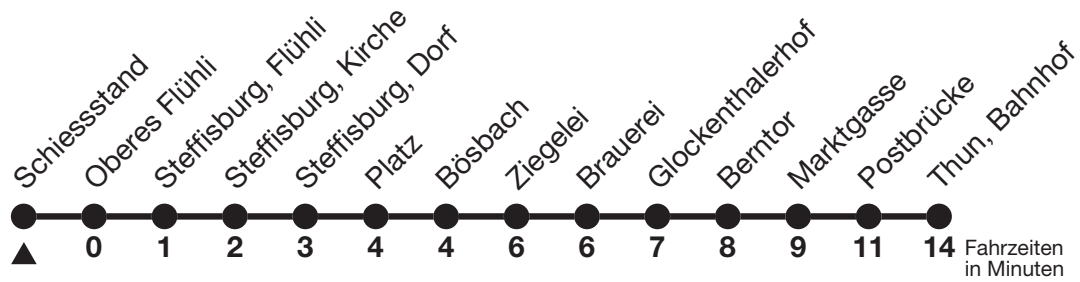 Schiessstand
Oberes Flühli
Steffisburg, Flühli
Steffisburg, Kirche
Steffisburg, Dorf
Platz
Bösbach
Ziegelei
Brauerei
Glockenthalerhof
Berntor
Marktgasse
Postbrücke
Thun, Bahnhof
0 1 2 3 4 4 6 6 7 8 9 11 14 Fahrzeiten
in Minuten